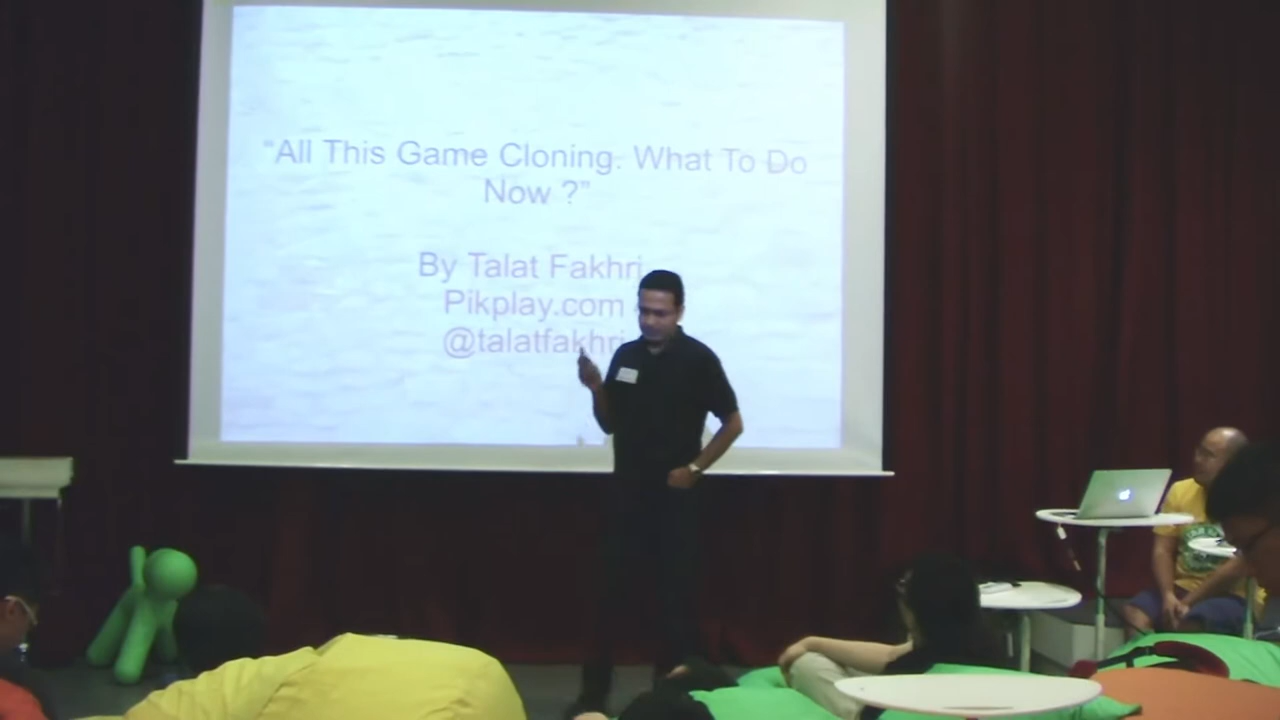 "All This Game Cloning. What To Do
Now ?"
By Talat Fakhri
Pikplay.com
@talatfakhri